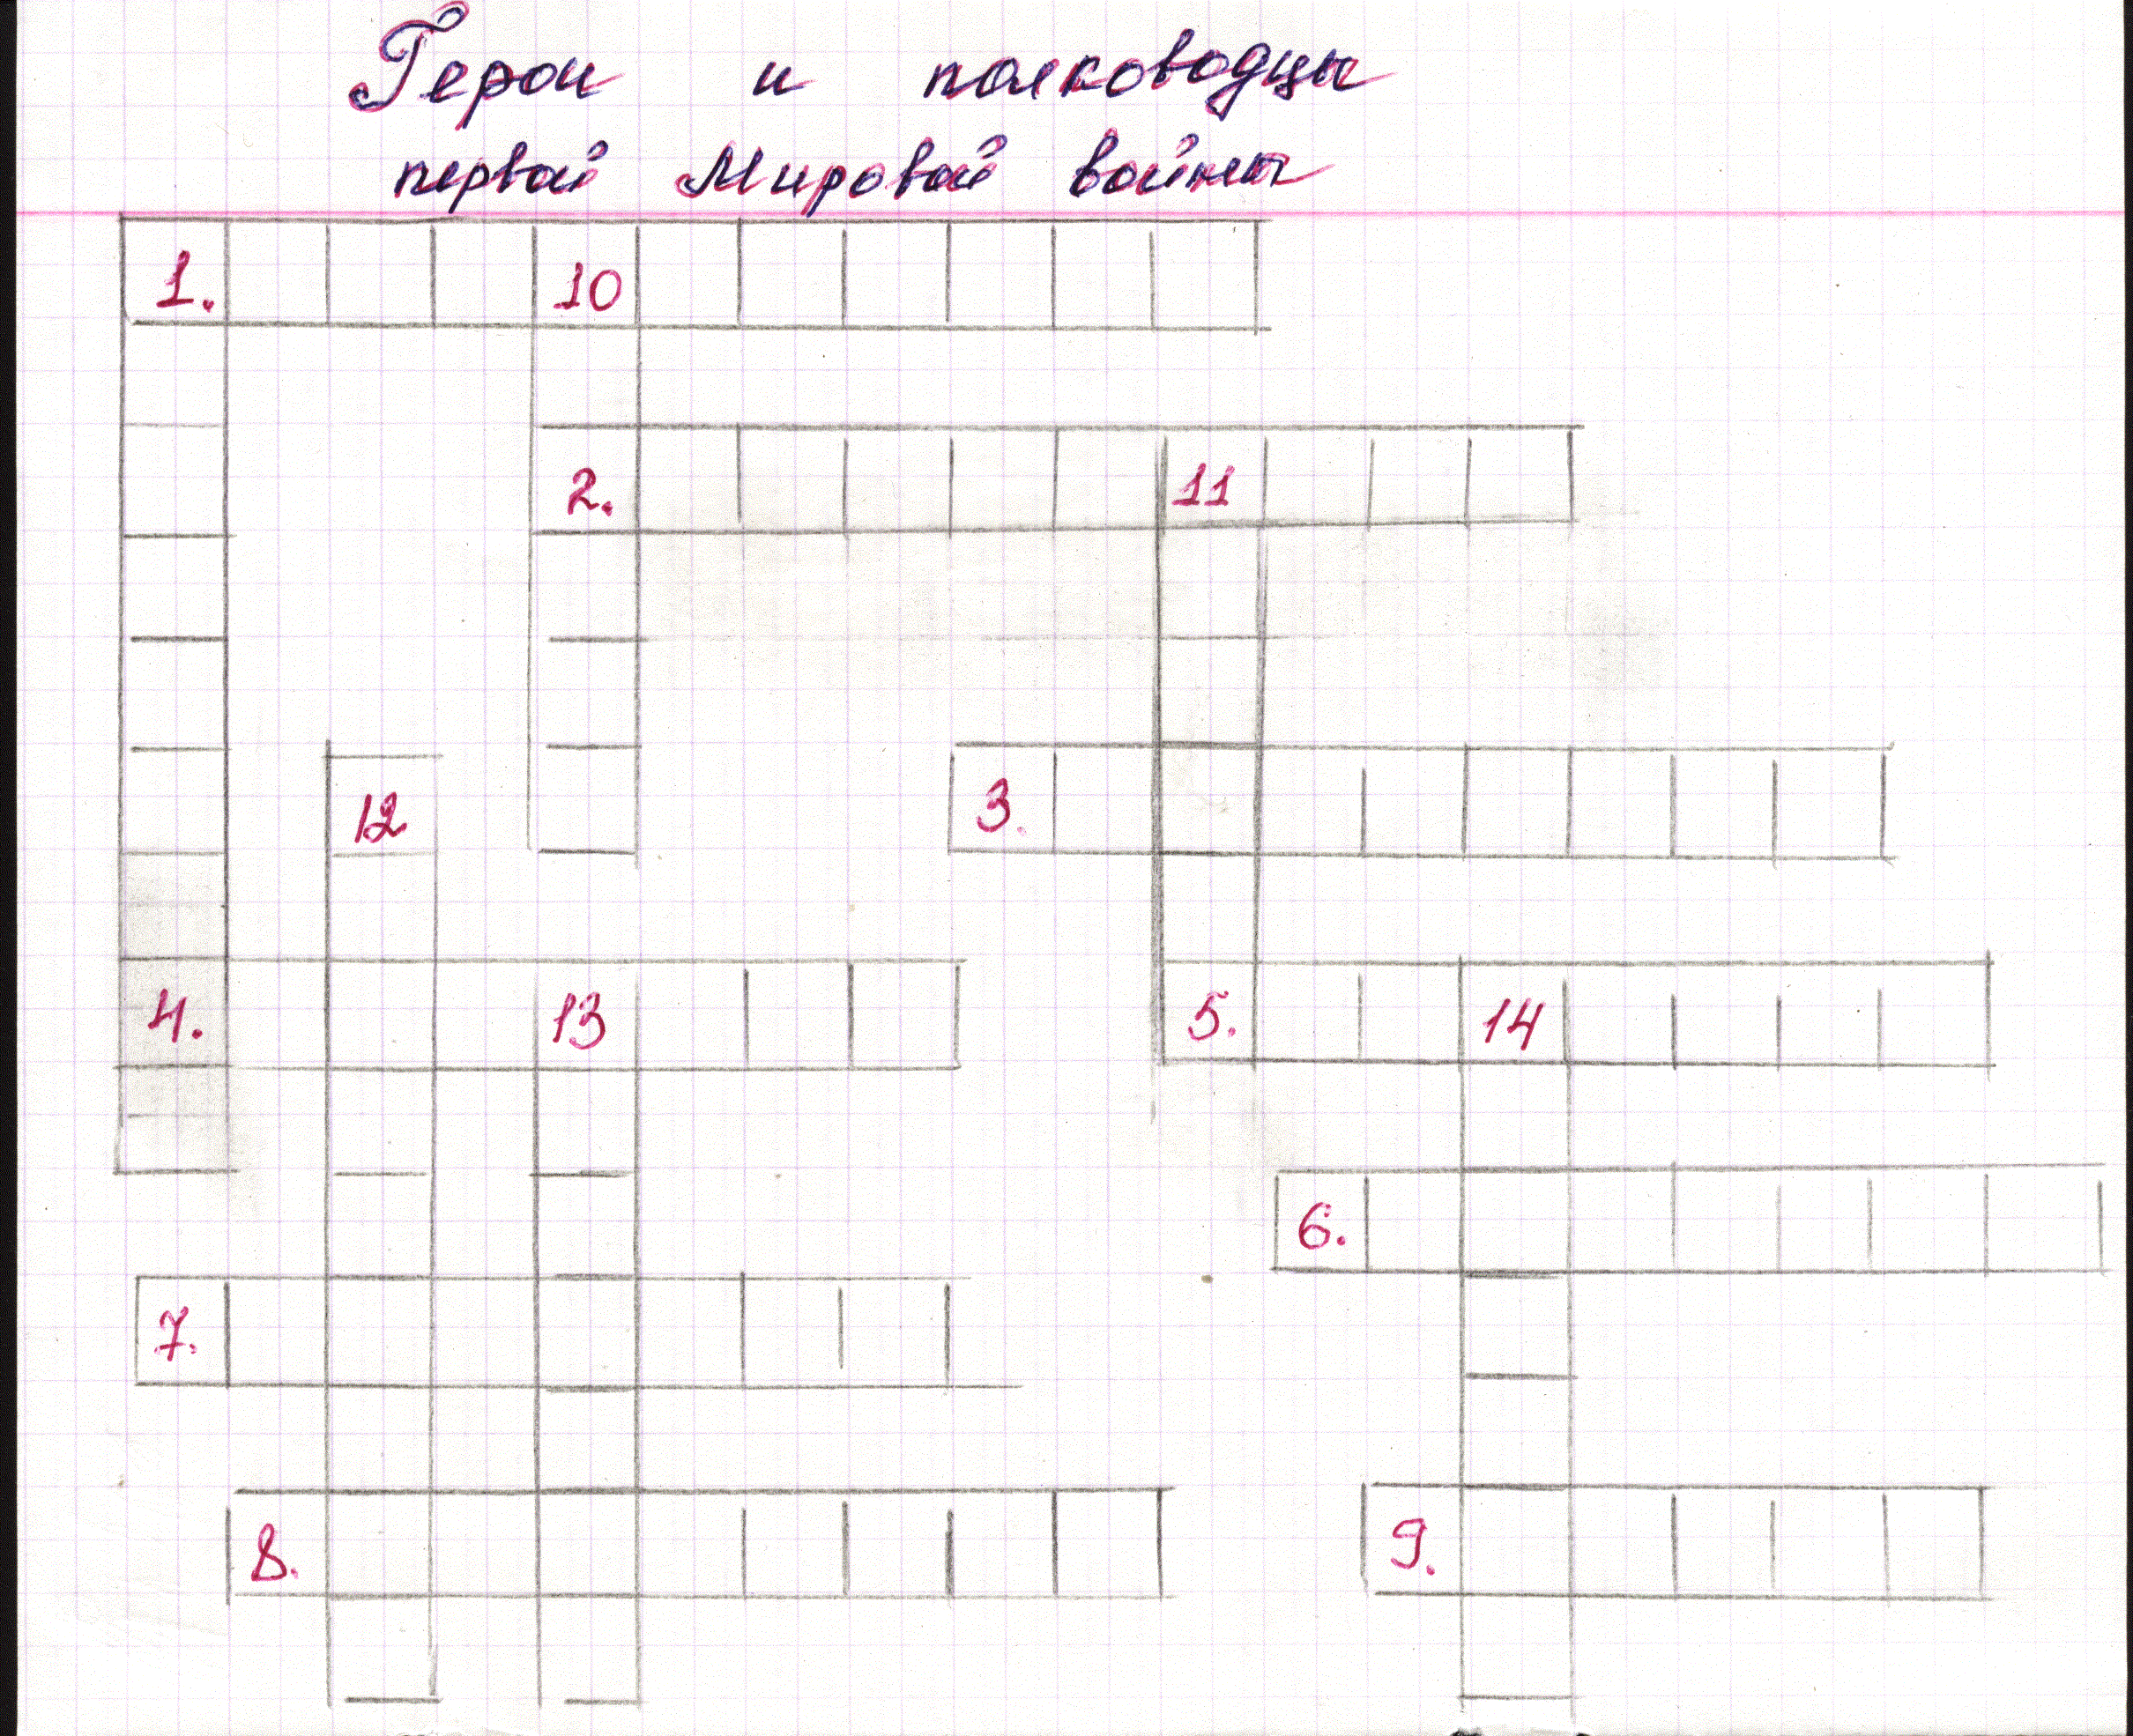 Герои и полководцы
первой Мировой войны
1. 10
2. 11
12 3.
4. 13 5. 14
6.
7.
8. 9.